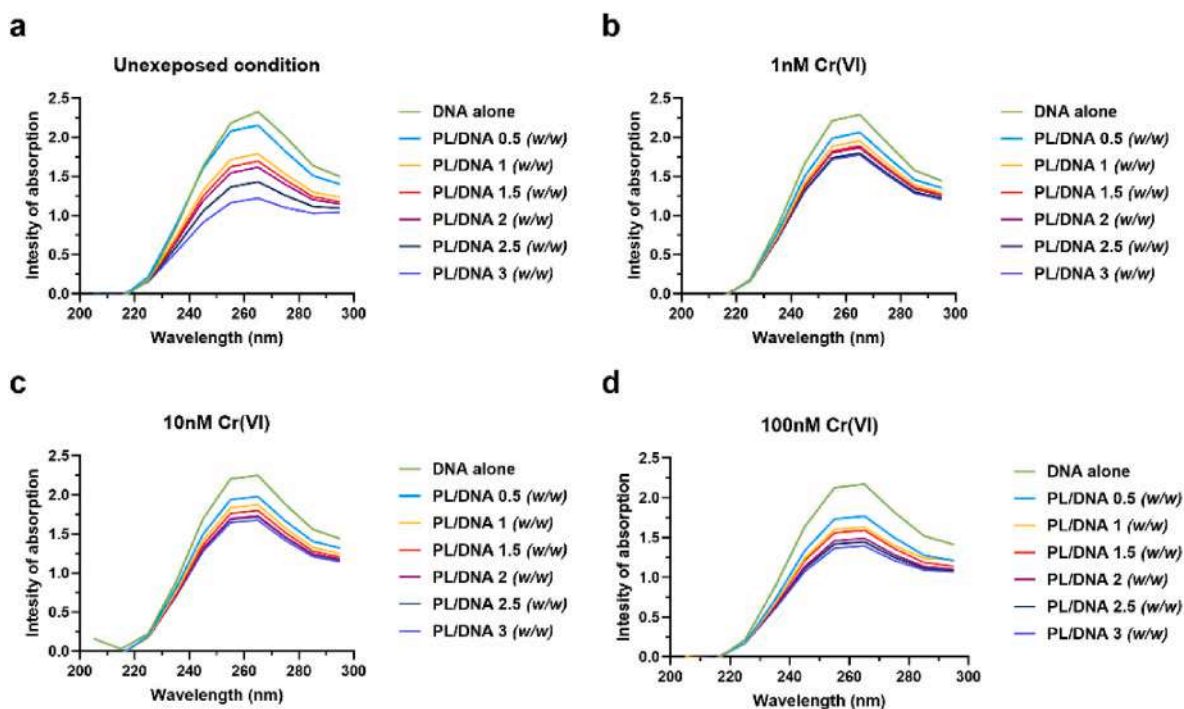 a
Unexeposed condition
Intesity of absorption
2.5
2.0
1.5
1.0
0.5
0.0
200 220 240 260 280 300
Wavelength (nm)
DNA alone
PL/DNA 0.5 (w/w)
PL/DNA 1 (w/w)
PL/DNA 1.5 (w/w)
PL/DNA 2 (w/w)
PL/DNA 2.5 (w/w)
PL/DNA 3 (w/w)
b
1nM Cr(VI)
Intesity of absorption
2.5
2.0
1.5
1.0
0.5
0.0
200 220 240 260 280 300
Wavelength (nm)
DNA alone
PL/DNA 0.5 (w/w)
PL/DNA 1 (w/w)
PL/DNA 1.5 (w/w)
PL/DNA 2 (w/w)
PL/DNA 2.5 (w/w)
PL/DNA 3 (w/w)
c
10nM Cr(VI)
Intesity of absorption
2.5
2.0
1.5
1.0
0.5
0.0
200 220 240 260 280 300
Wavelength (nm)
DNA alone
PL/DNA 0.5 (w/w)
PL/DNA 1 (w/w)
PL/DNA 1.5 (w/w)
PL/DNA 2 (w/w)
PL/DNA 2.5 (w/w)
PL/DNA 3 (w/w)
d
100nM Cr(VI)
Intesity of absorption
2.5
2.0
1.5
1.0
0.5
0.0
200 220 240 260 280 300
Wavelength (nm)
DNA alone
PL/DNA 0.5 (w/w)
PL/DNA 1 (w/w)
PL/DNA 1.5 (w/w)
PL/DNA 2 (w/w)
PL/DNA 2.5 (w/w)
PL/DNA 3 (w/w)